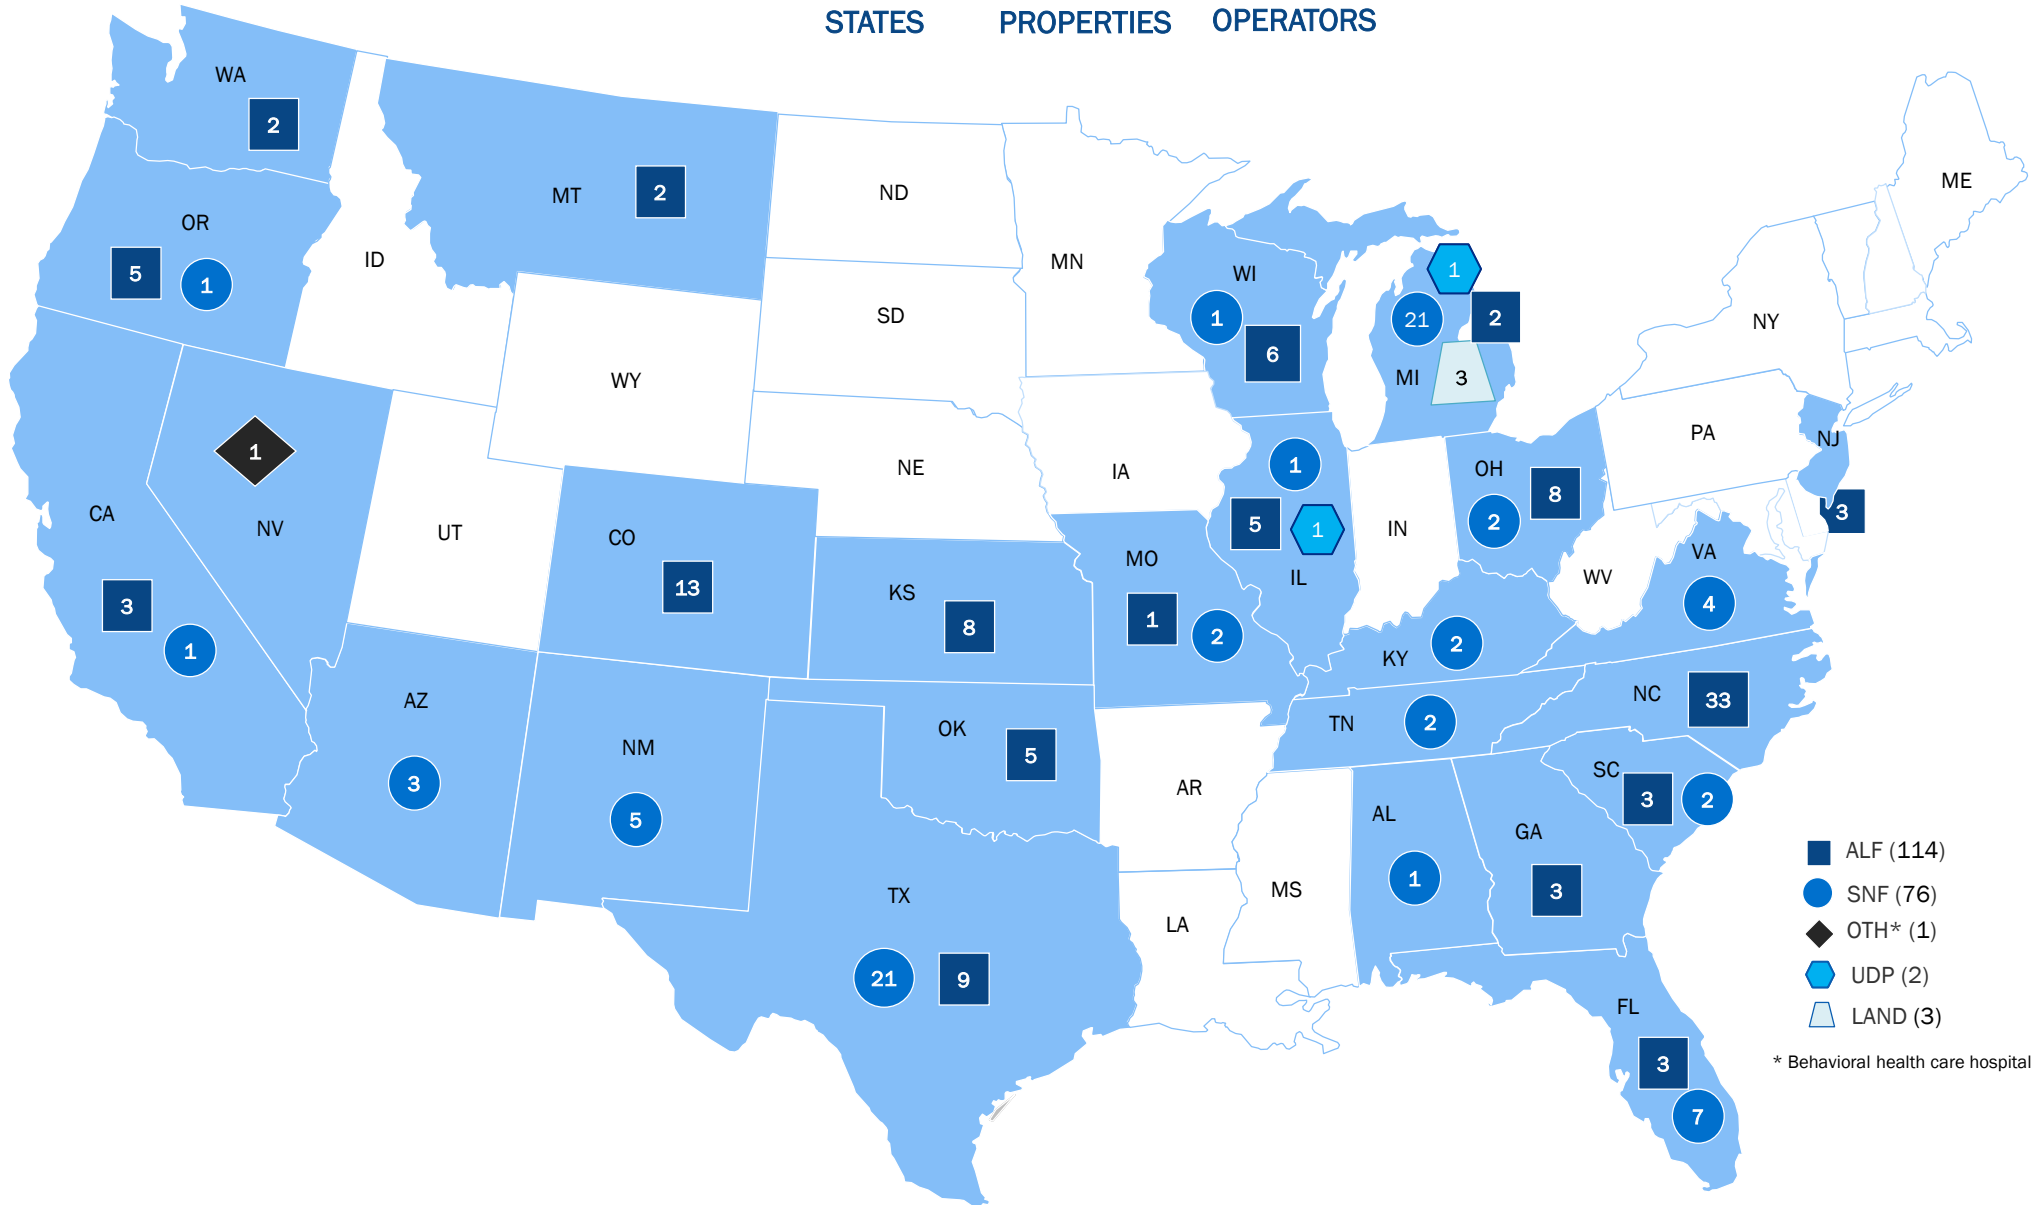 STATES PROPERTIES OPERATORS
WA
2
MT
2
ND
ME
OR
5
1
ID
MN
WI
1
6
1
21
2
MI
3
SD
NY
WY
NV
1
CA
3
1
UT
CO
13
NE
IA
IL
1
5
1
IN
OH
8
2
PA
NJ
3
KS
8
MO
1
2
WV
VA
4
KY
2
AZ
3
NM
5
OK
5
AR
TN
2
NC
33
SC
3
2
TX
21
9
LA
MS
AL
1
GA
3
FL
3
7
ALF (114)
SNF (76)
OTH* (1)
UDP (2)
LAND (3)
* Behavioral health care hospital